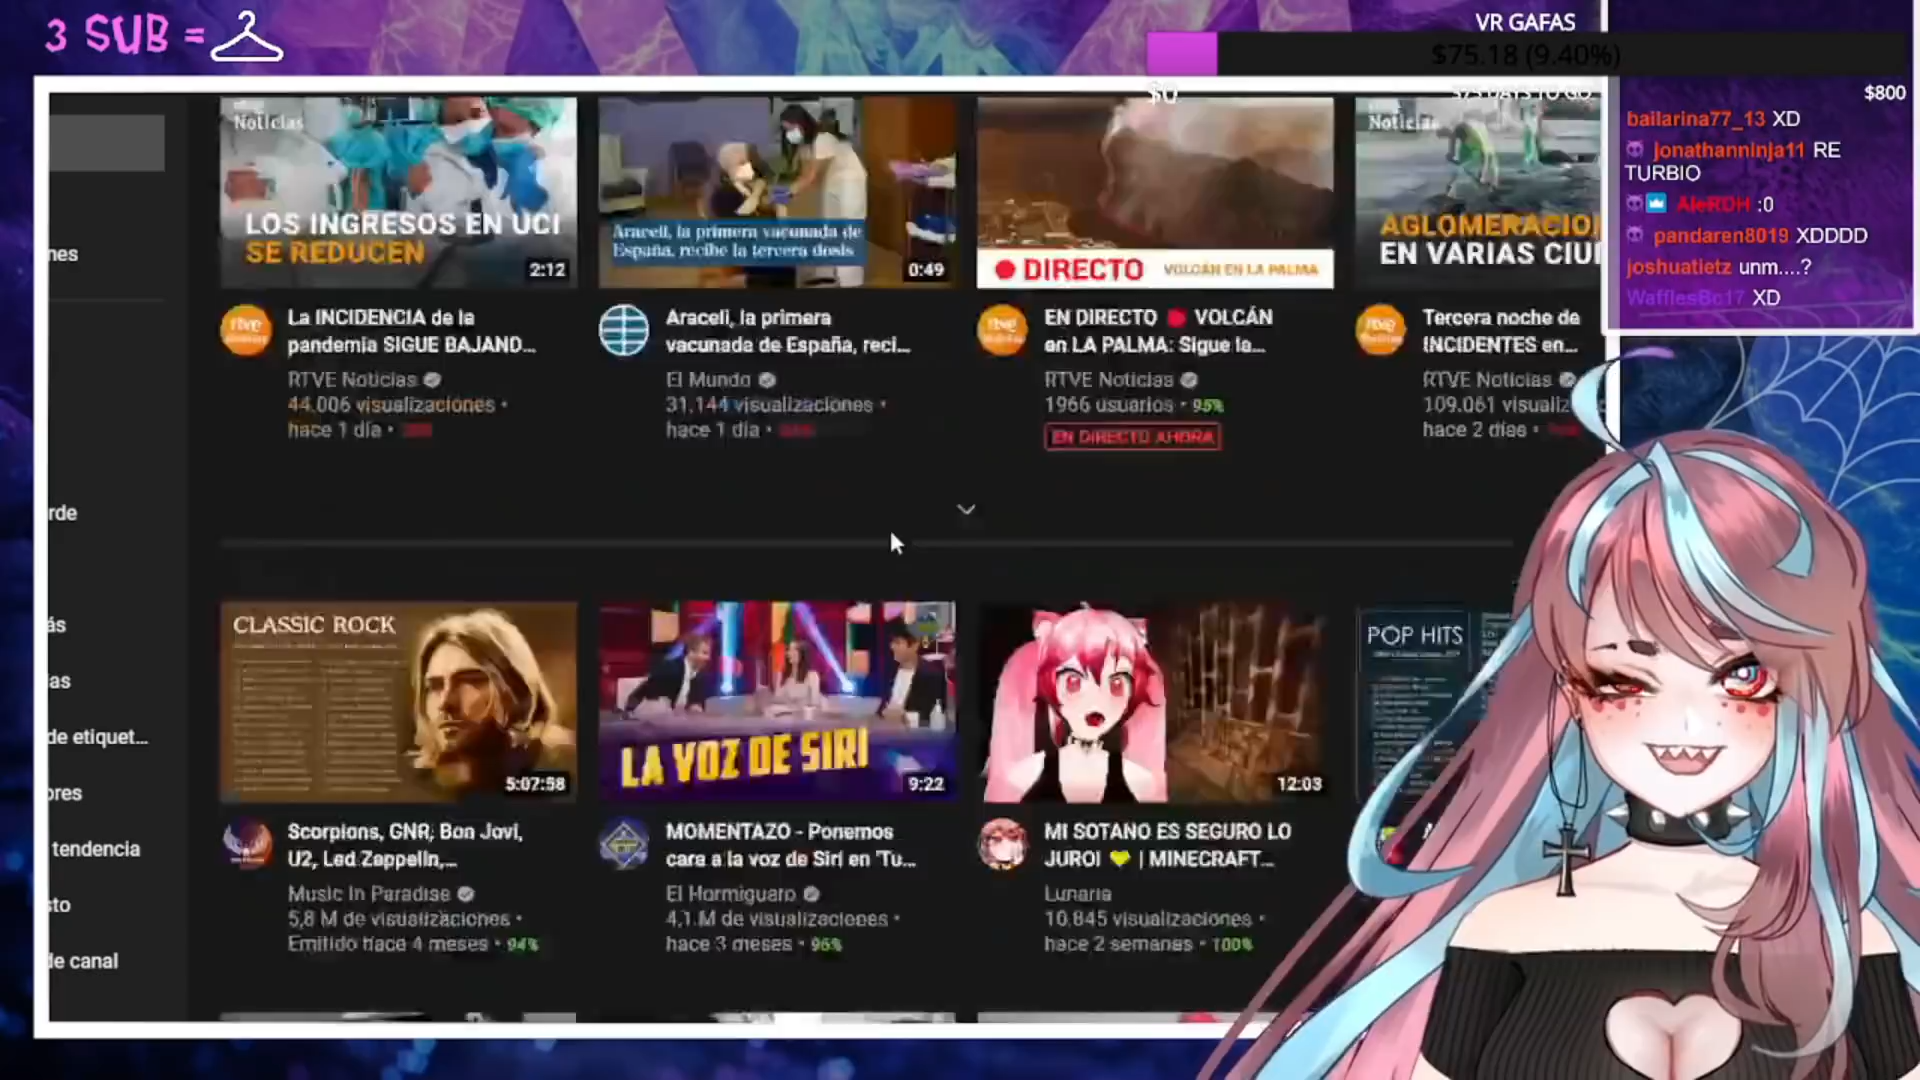 3 SUB =
VR GAFAS
$75.18 (9.40%)
$0
$800
bailarina77_13 XD
jonathanninja11 RE
TURBIO
AleRDH :0
pandaren8019 XDDDD
joshuatietz unm....?
WafflesBc17 XD
Noticias
LOS INGRESOS EN UCI
SE REDUCEN
2:12
Araceli, la primera vacunada de
España, recibe la tercera dosis
0:49
DIRECTO VOLCÁN EN LA PALMA
Noticias
AGLOMERACIO
EN VARIAS CIU
La INCIDENCIA de la
pandemia SIGUE BAJAND...
RTVE Noticias
44.006 visualizaciones •
hace 1 día •
Araceli, la primera
vacunada de España, reci...
El Mundo
31.144 visualizaciones •
hace 1 día •
EN DIRECTO VOLCÁN
en LA PALMA: Sigue la...
RTVE Noticias
1966 usuarios • 95%
EN DIRECTO AHORA
Tercera noche de
INCIDENTES en...
RTVE Noticias
109.061 visualiz
hace 2 días •
nes
rde
ás
as
de etiquet...
ores
tendencia
sto
de canal
CLASSIC ROCK
5:07:58
LA VOZ DE SIRI
9:22
12:03
POP HITS
Scorpions, GNR, Bon Jovi,
U2, Led Zeppelin,...
Music In Paradise
5,8 M de visualizaciones •
Emitido hace 4 meses • 94%
MOMENTAZO - Ponemos
cara a la voz de Siri en 'Tu...
El Hormiguero
4,1 M de visualizaciones •
hace 3 meses • 96%
MI SOTANO ES SEGURO LO
JURO! 💛 | MINECRAFT...
Lunaria
10.845 visualizaciones •
hace 2 semanas • 100%